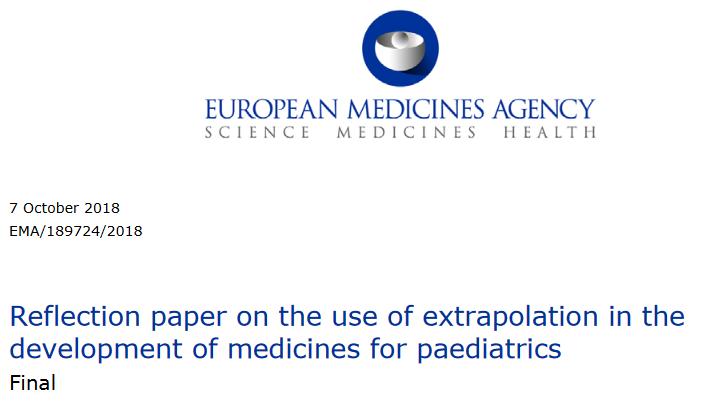 EUROPEAN MEDICINES AGENCY
SCIENCE MEDICINES HEALTH
7 October 2018
EMA/189724/2018
Reflection paper on the use of extrapolation in the
development of medicines for paediatrics
Final